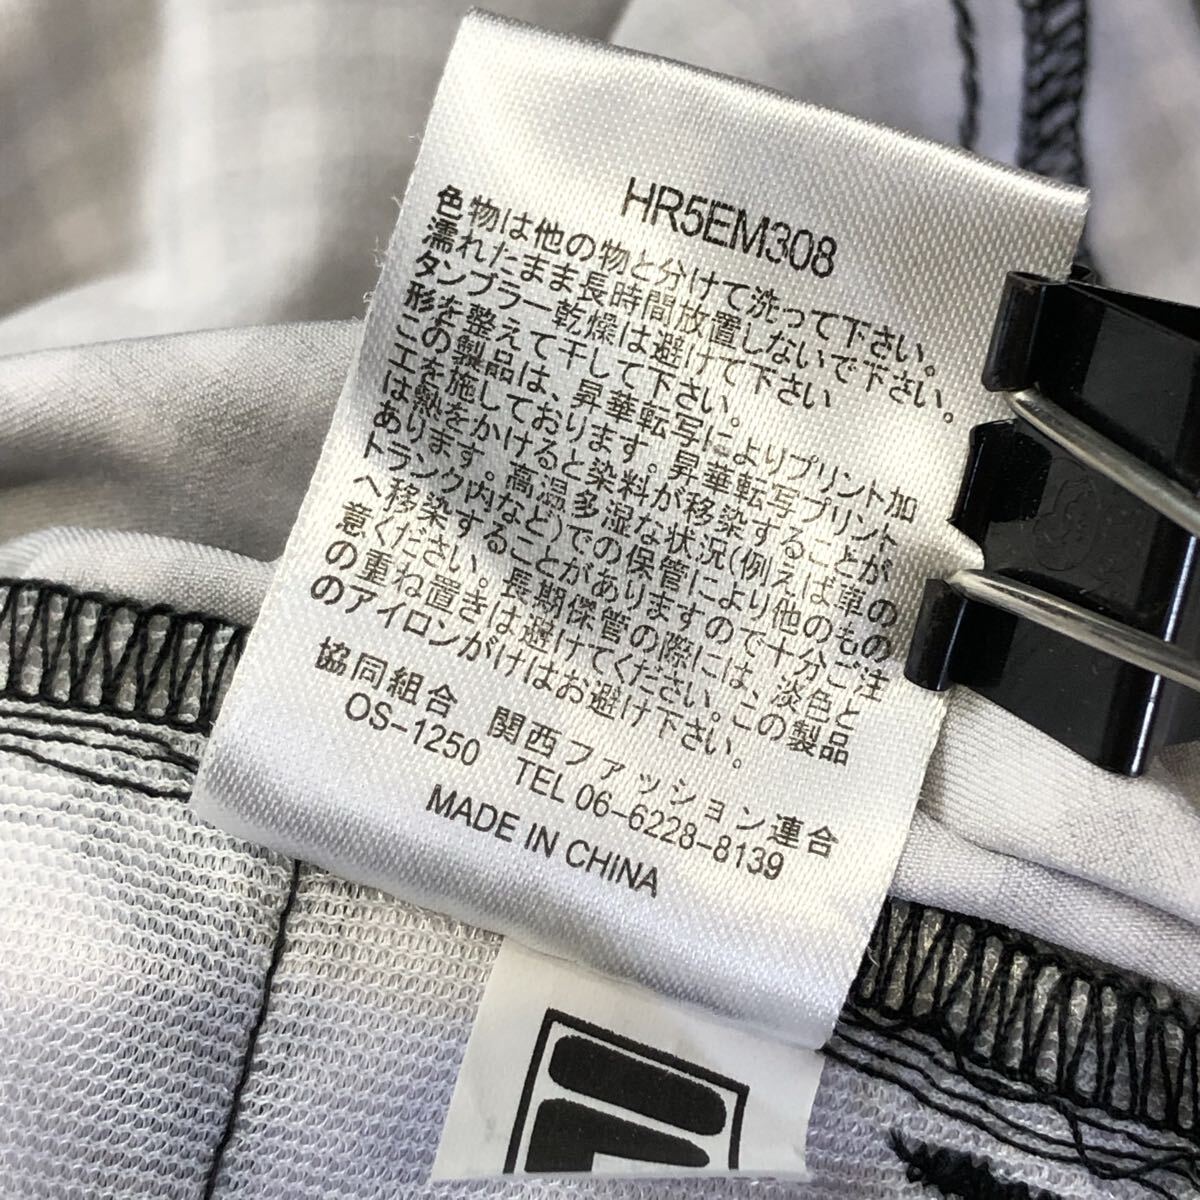 HR5EM308
色物は他の物と分けて洗って下さい。
濡れたまま長時間放置しないで下さい。
タンブラー乾燥は避けて下さい
形を整えて干して下さい。
この製品は、昇華転写によりプリント加
工を施しております。昇華転写プリント
は熱をかけると染料が移染することが
あります。高温多湿な状況(例えば車の
トランク内など)での保管により他のもの
へ移染することがありますので十分ご注
意ください。長期保管の際には、淡色と
の重ね置きは避けてください。この製品
のアイロンがけはお避け下さい。
協同組合 関西ファッション連合
OS-1250 TEL 06-6228-8139
MADE IN CHINA